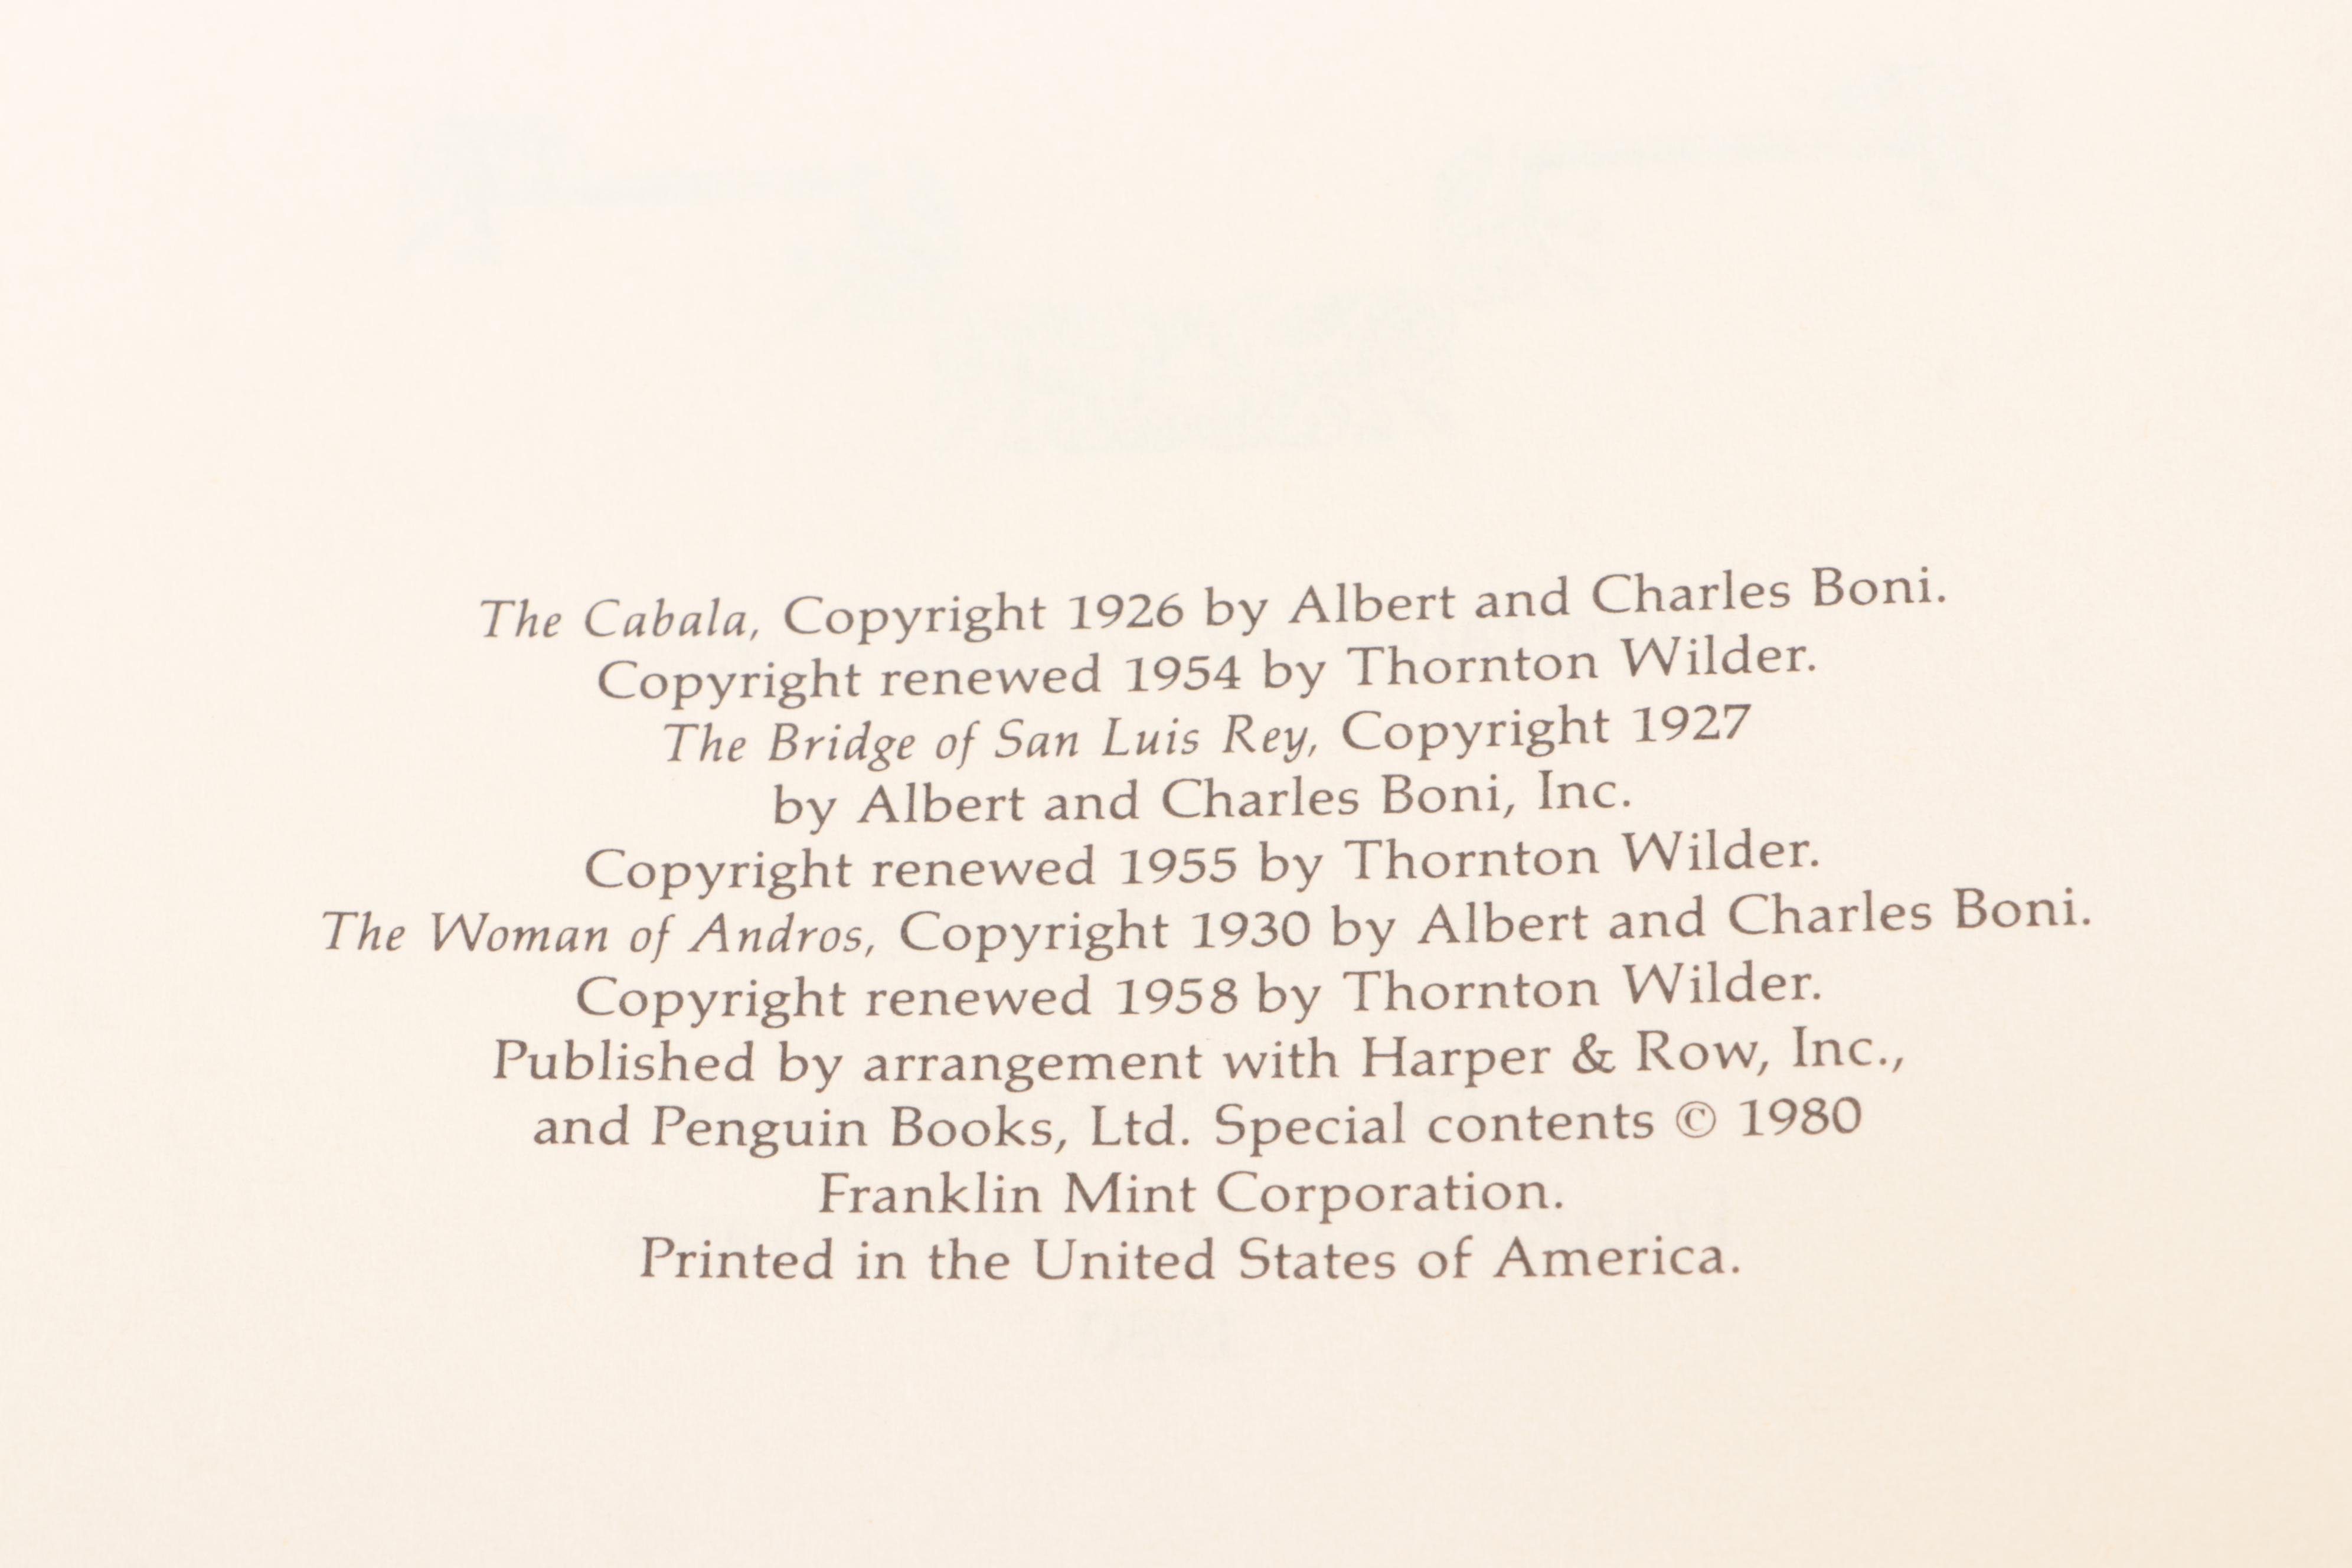 The Cabala, Copyright 1926 by Albert and Charles Boni.
Copyright renewed 1954 by Thornton Wilder.
The Bridge of San Luis Rey, Copyright 1927
by Albert and Charles Boni, Inc.
Copyright renewed 1955 by Thornton Wilder.
The Woman of Andros, Copyright 1930 by Albert and Charles Boni.
Copyright renewed 1958 by Thornton Wilder.
Published by arrangement with Harper & Row, Inc.,
and Penguin Books, Ltd. Special contents © 1980
Franklin Mint Corporation.
Printed in the United States of America.